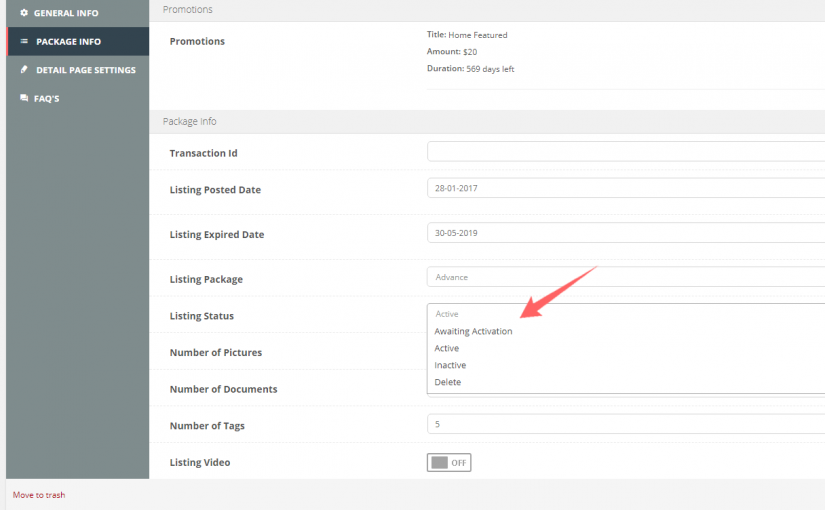 GENERAL INFO
PACKAGE INFO
DETAIL PAGE SETTINGS
FAQ'S
Promotions
Promotions
Title: Home Featured
Amount: $20
Duration: 569 days left
Package Info
Transaction Id
Listing Posted Date
28-01-2017
Listing Expired Date
30-05-2019
Listing Package
Advance
Listing Status
Active
Awaiting Activation
Active
Inactive
Delete
Number of Pictures
Number of Documents
Number of Tags
5
Listing Video
OFF
Move to trash